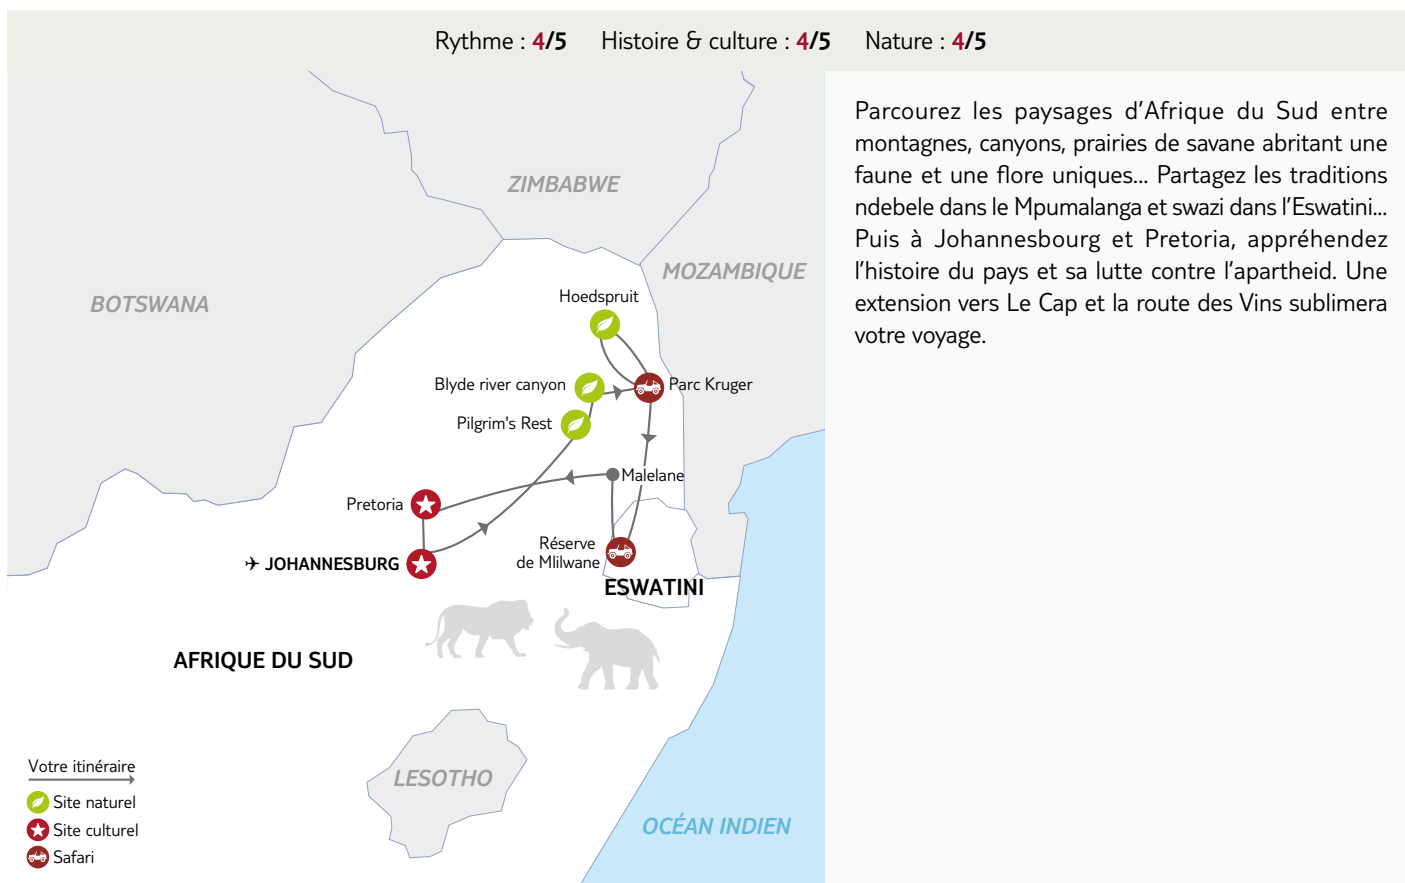 Rythme : 4/5 Histoire & culture : 4/5 Nature : 4/5
Parcourez les paysages d’Afrique du Sud entre
montagnes, canyons, prairies de savane abritant une
faune et une flore uniques... Partagez les traditions
ndebele dans le Mpumalanga et swazi dans l’Eswatini...
Puis à Johannesbourg et Pretoria, appréhendez
l’histoire du pays et sa lutte contre l’apartheid. Une
extension vers Le Cap et la route des Vins sublimera
votre voyage.
ZIMBABWE
MOZAMBIQUE
BOTSWANA
Hoedspruit
Blyde river canyon
Parc Kruger
Pilgrim's Rest
Malelane
Pretoria
Réserve
de Mlilwane
JOHANNESBURG
ESWATINI
AFRIQUE DU SUD
LESOTHO
OCÉAN INDIEN
Votre itinéraire
Site naturel
Site culturel
Safari